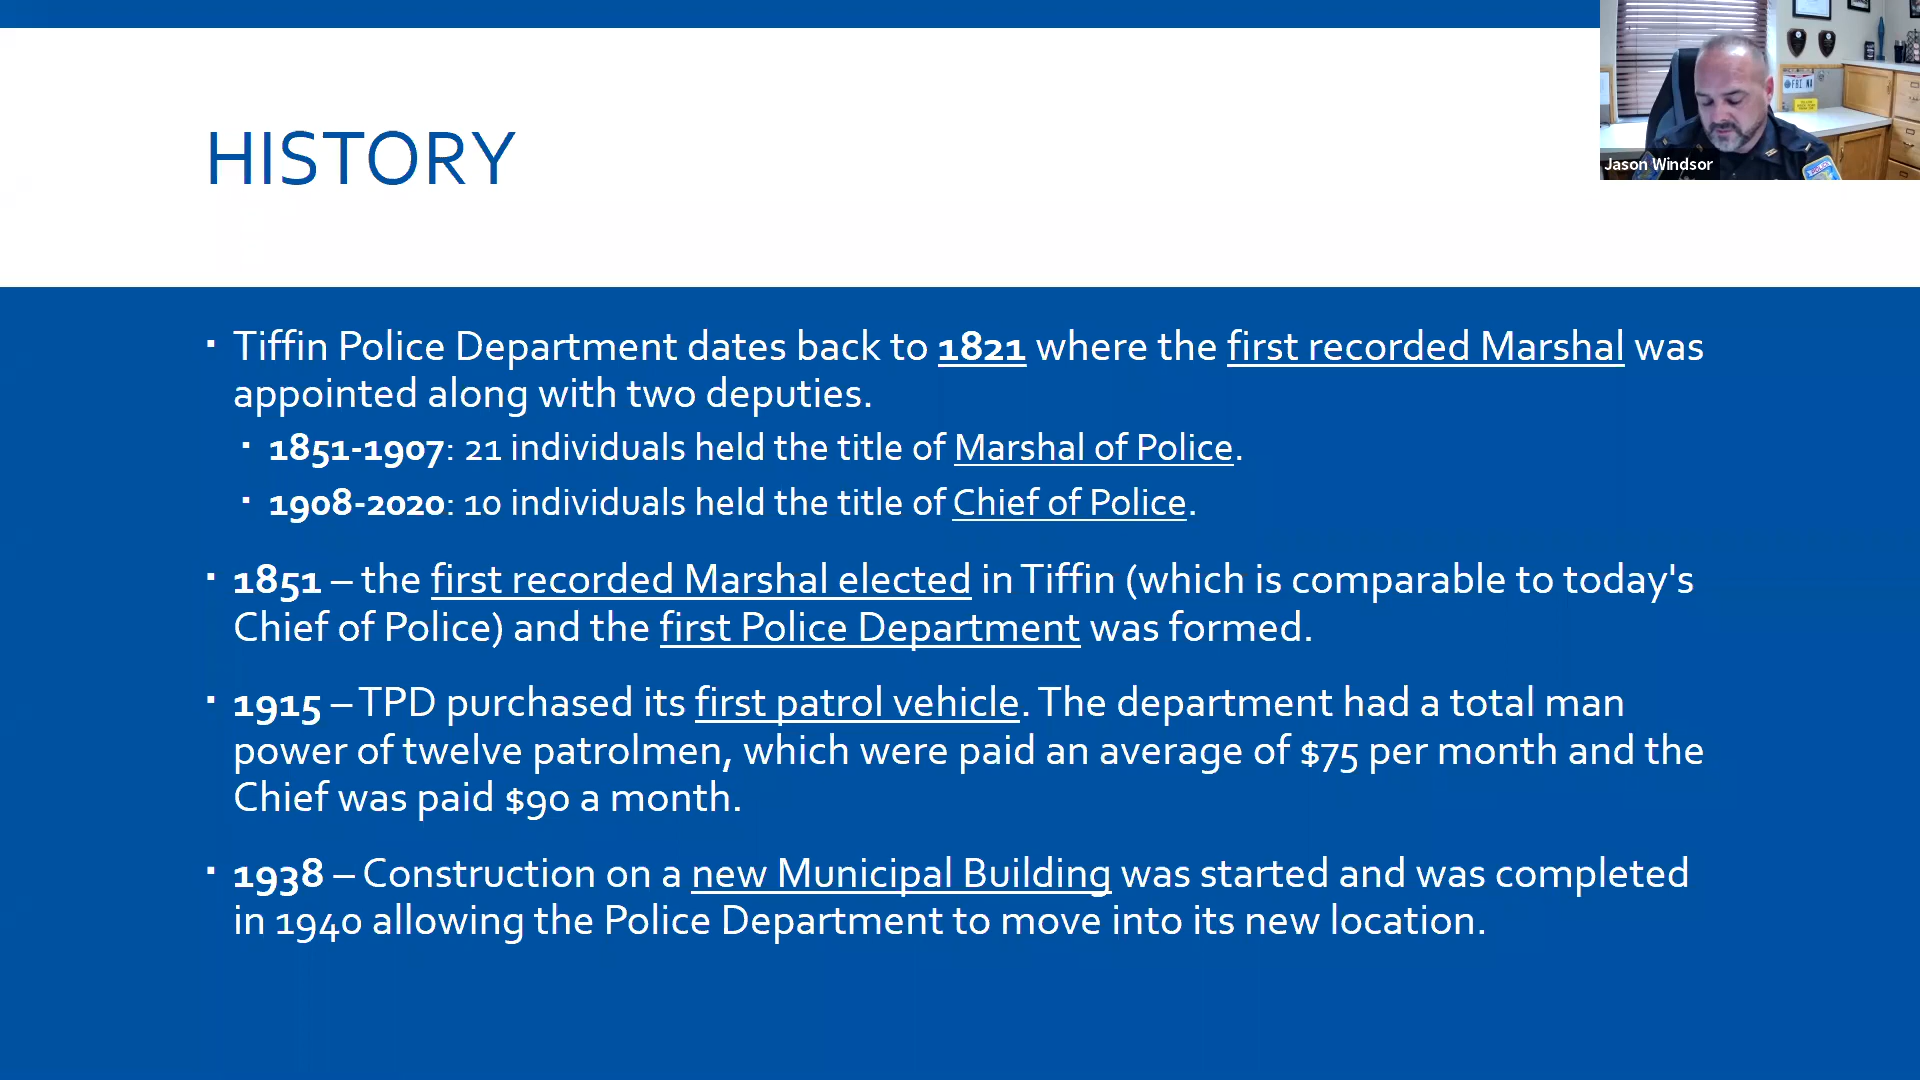 HISTORY
Jason Windsor
▪ Tiffin Police Department dates back to 1821 where the first recorded Marshal was
appointed along with two deputies.
▪ 1851-1907: 21 individuals held the title of Marshal of Police.
▪ 1908-2020: 10 individuals held the title of Chief of Police.
▪ 1851 – the first recorded Marshal elected in Tiffin (which is comparable to today's
Chief of Police) and the first Police Department was formed.
▪ 1915 – TPD purchased its first patrol vehicle. The department had a total man
power of twelve patrolmen, which were paid an average of $75 per month and the
Chief was paid $90 a month.
▪ 1938 – Construction on a new Municipal Building was started and was completed
in 1940 allowing the Police Department to move into its new location.